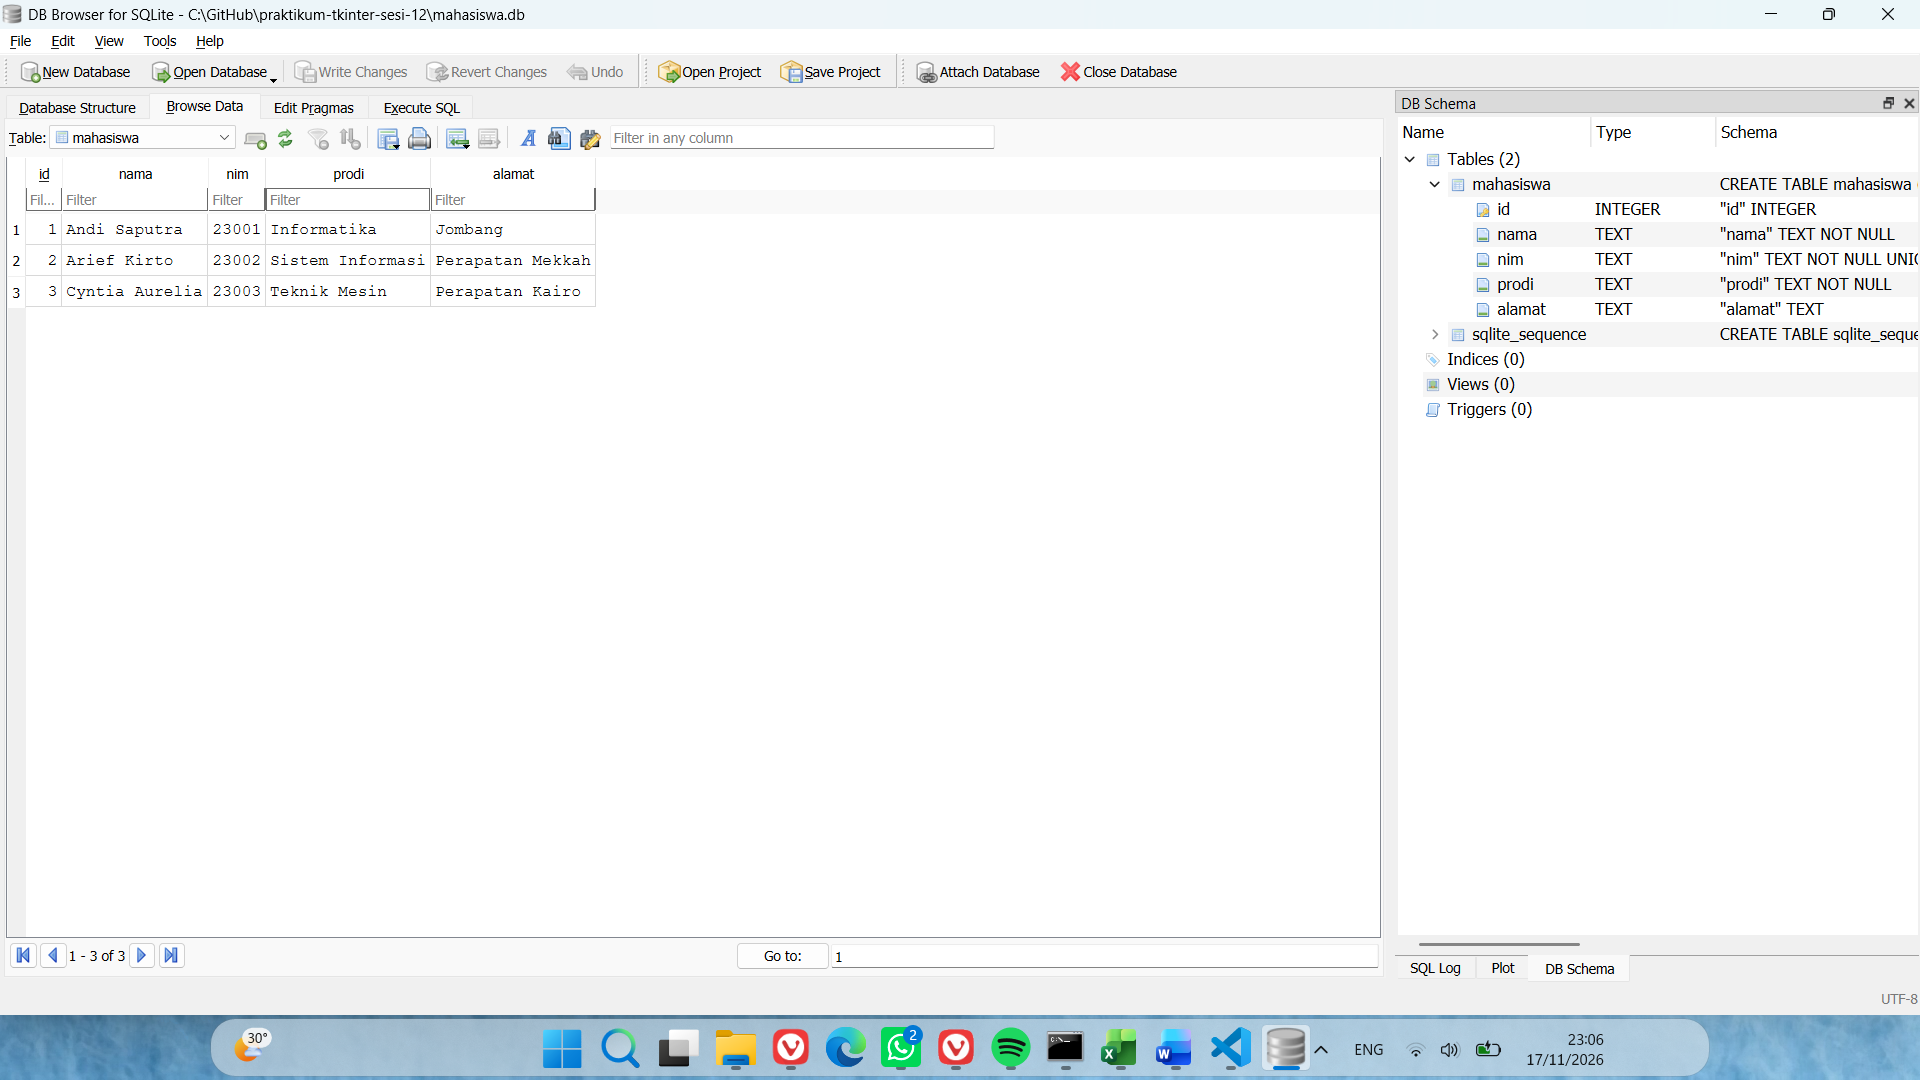 DB Browser for SQLite - C:\GitHub\praktikum-tkinter-sesi-12\mahasiswa.db
File Edit View Tools Help
New Database Open Database Write Changes Revert Changes Undo Open Project Save Project Attach Database Close Database
Database Structure Browse Data Edit Pragmas Execute SQL
Table: mahasiswa Filter in any column
id nama nim prodi alamat
Fil... Filter Filter Filter Filter
1 1 Andi Saputra 23001 Informatika Jombang
2 2 Arief Kirto 23002 Sistem Informasi Perapatan Mekkah
3 3 Cyntia Aurelia 23003 Teknik Mesin Perapatan Kairo
1 - 3 of 3 Go to: 1
DB Schema
Name Type Schema
Tables (2)
mahasiswa CREATE TABLE mahasiswa
id INTEGER "id" INTEGER
nama TEXT "nama" TEXT NOT NULL
nim TEXT "nim" TEXT NOT NULL UNIQ
prodi TEXT "prodi" TEXT NOT NULL
alamat TEXT "alamat" TEXT
sqlite_sequence CREATE TABLE sqlite_seque
Indices (0)
Views (0)
Triggers (0)
SQL Log Plot DB Schema
UTF-8
30° 2 ENG 23:06
17/11/2026